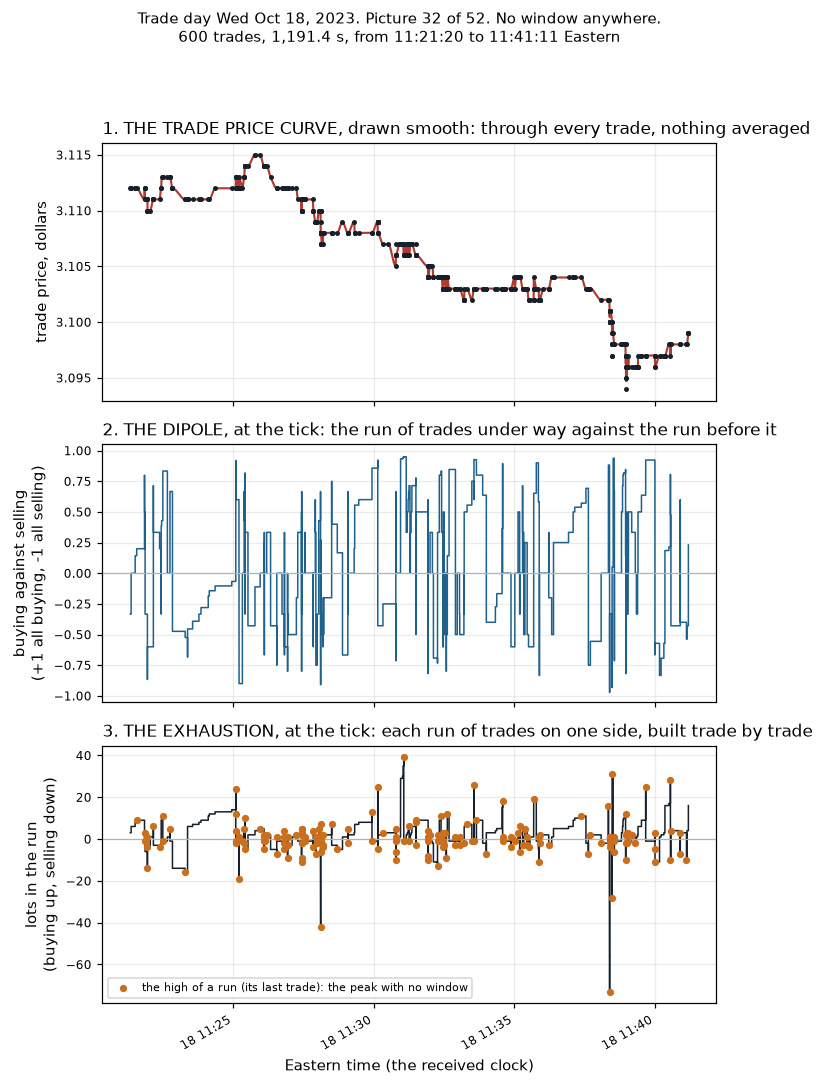 Trade day Wed Oct 18, 2023. Picture 32 of 52. No window anywhere.
600 trades, 1,191.4 s, from 11:21:20 to 11:41:11 Eastern
1. THE TRADE PRICE CURVE, drawn smooth: through every trade, nothing averaged
3.115
3.110
3.105
3.100
3.095
trade price, dollars
2. THE DIPOLE, at the tick: the run of trades under way against the run before it
1.00
0.75
0.50
0.25
0.00
−0.25
−0.50
−0.75
−1.00
buying against selling
(+1 all buying, -1 all selling)
3. THE EXHAUSTION, at the tick: each run of trades on one side, built trade by trade
40
20
0
−20
−40
−60
lots in the run
(buying up, selling down)
the high of a run (its last trade): the peak with no window
18 11:25
18 11:30
18 11:35
18 11:40
Eastern time (the received clock)